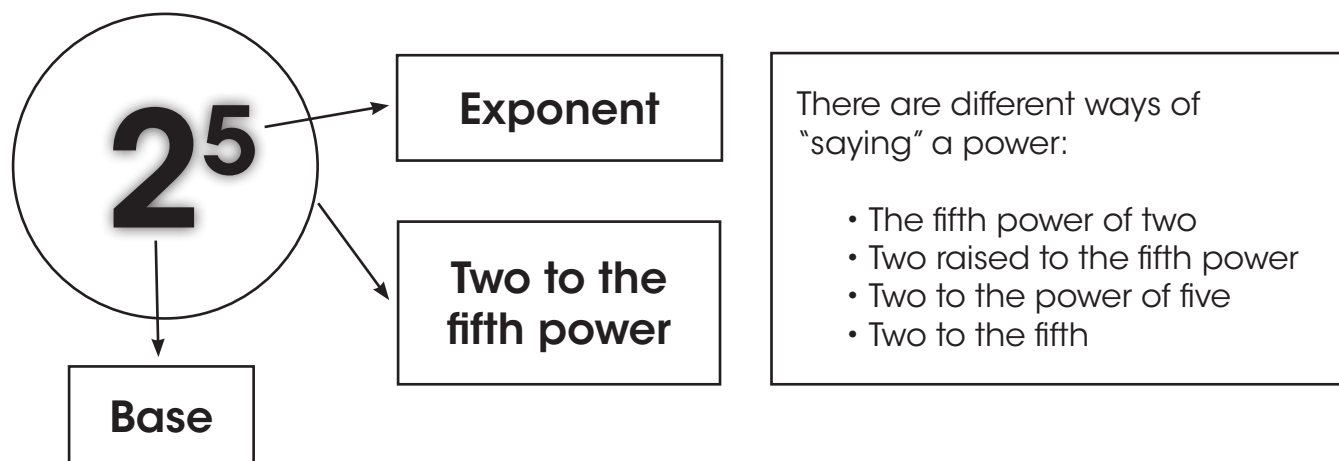 2⁵
Exponent
Two to the
fifth power
Base
There are different ways of
“saying” a power:
• The fifth power of two
• Two raised to the fifth power
• Two to the power of five
• Two to the fifth